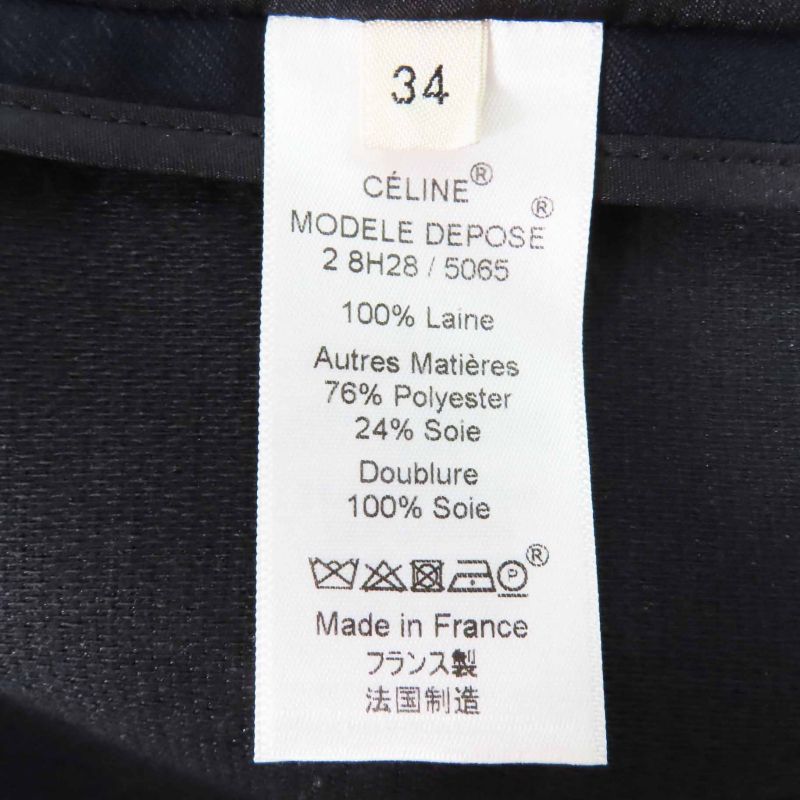 34
CÉLINE®
MODELE DEPOSE®
2 8H28 / 5065
100% Laine
Autres Matières
76% Polyester
24% Soie
Doublure
100% Soie
P ®
Made in France
フランス製
法国制造